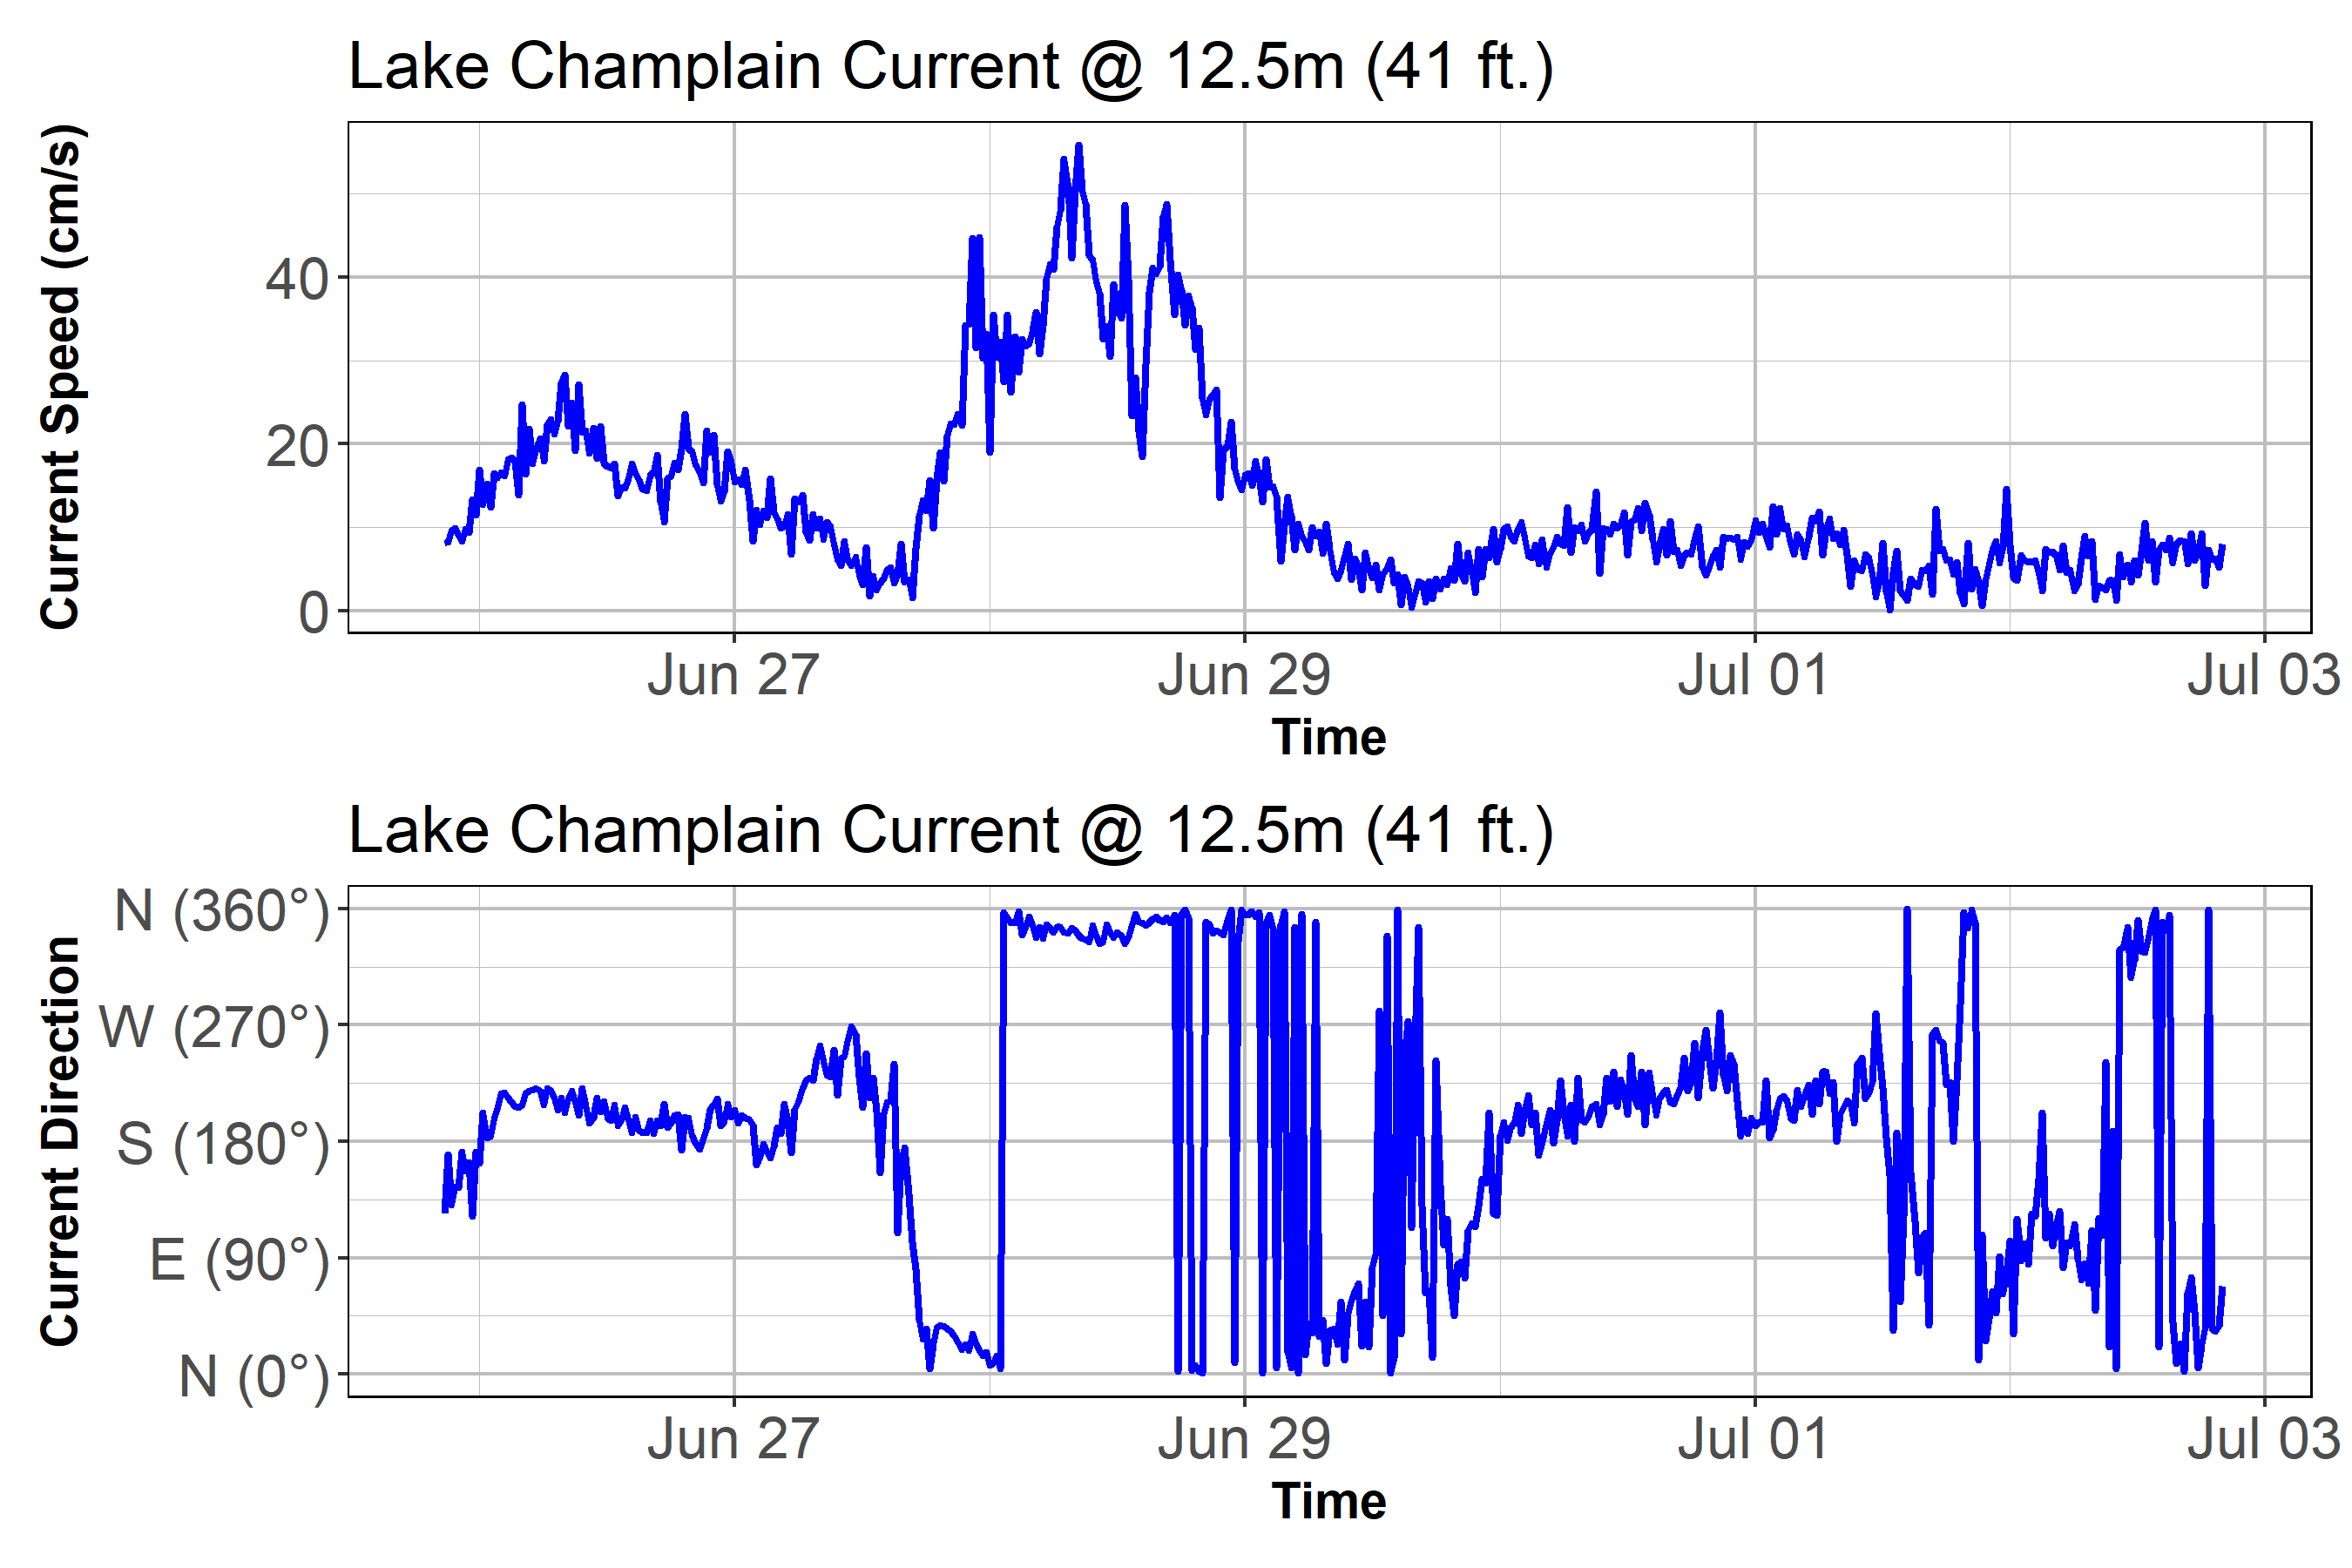 Lake Champlain Current @ 12.5m (41 ft.)
Current Speed (cm/s)
40
20
0
Jun 27 Jun 29 Jul 01 Jul 03
Time
Lake Champlain Current @ 12.5m (41 ft.)
Current Direction
N (360°)
W (270°)
S (180°)
E (90°)
N (0°)
Jun 27 Jun 29 Jul 01 Jul 03
Time